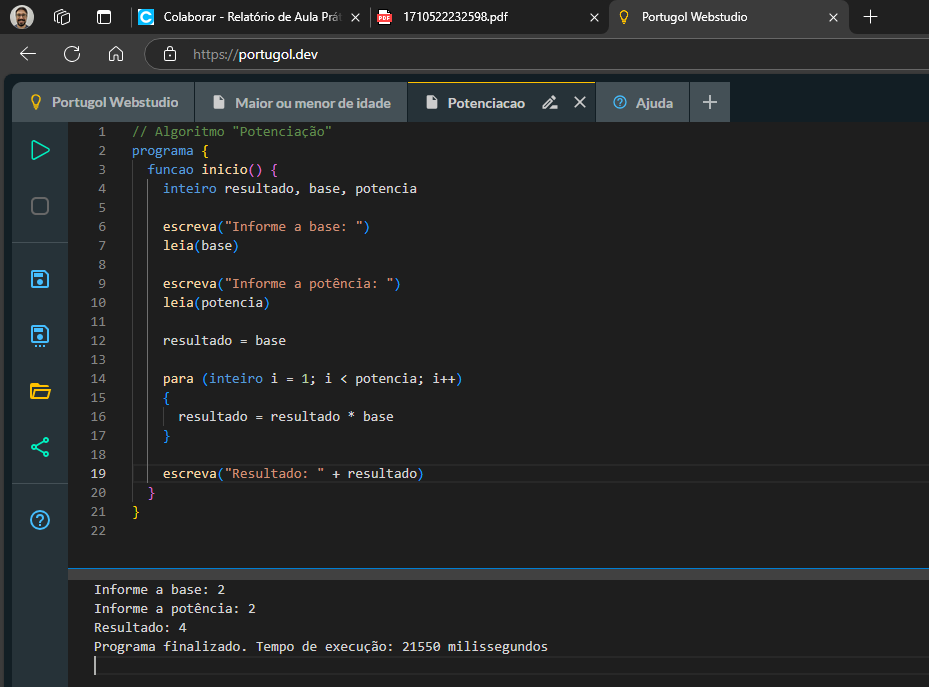 Colaborar - Relatório de Aula Prát
1710522232598.pdf
Portugol Webstudio
https://portugol.dev
Portugol Webstudio
Maior ou menor de idade
Potenciacao
Ajuda
1 // Algoritmo "Potenciação"
2 programa {
3 funcao inicio() {
4 inteiro resultado, base, potencia
5
6 escreva("Informe a base: ")
7 leia(base)
8
9 escreva("Informe a potência: ")
10 leia(potencia)
11
12 resultado = base
13
14 para (inteiro i = 1; i < potencia; i++)
15 {
16 resultado = resultado * base
17 }
18
19 escreva("Resultado: " + resultado)
20 }
21 }
22
Informe a base: 2
Informe a potência: 2
Resultado: 4
Programa finalizado. Tempo de execução: 21550 milissegundos